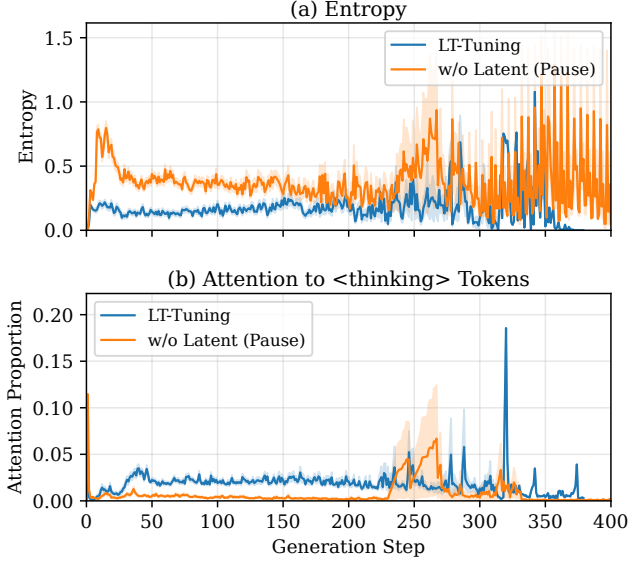 (a) Entropy
1.5
1.0
0.5
0.0
Entropy
LT-Tuning
w/o Latent (Pause)
(b) Attention to <thinking> Tokens
0.20
0.15
0.10
0.05
0.00
Attention Proportion
LT-Tuning
w/o Latent (Pause)
0 50 100 150 200 250 300 350 400
Generation Step